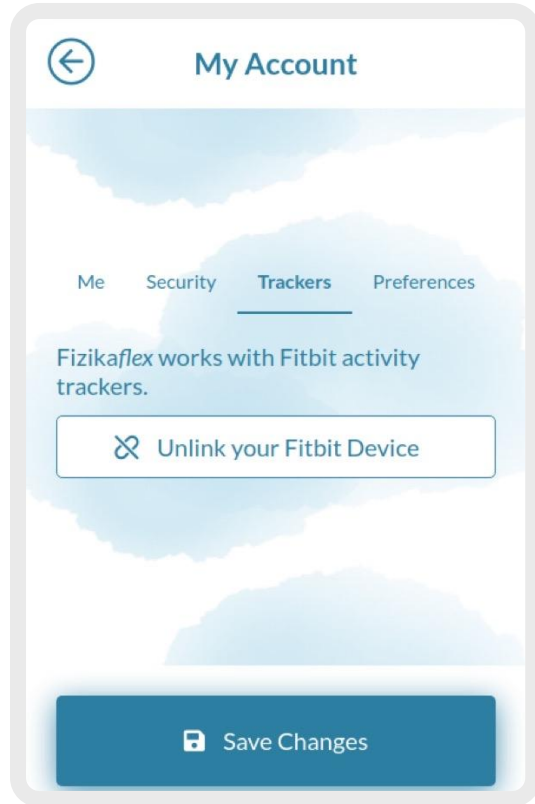 My Account
Me Security Trackers Preferences
Fizikaflex works with Fitbit activity
trackers.
Unlink your Fitbit Device
Save Changes